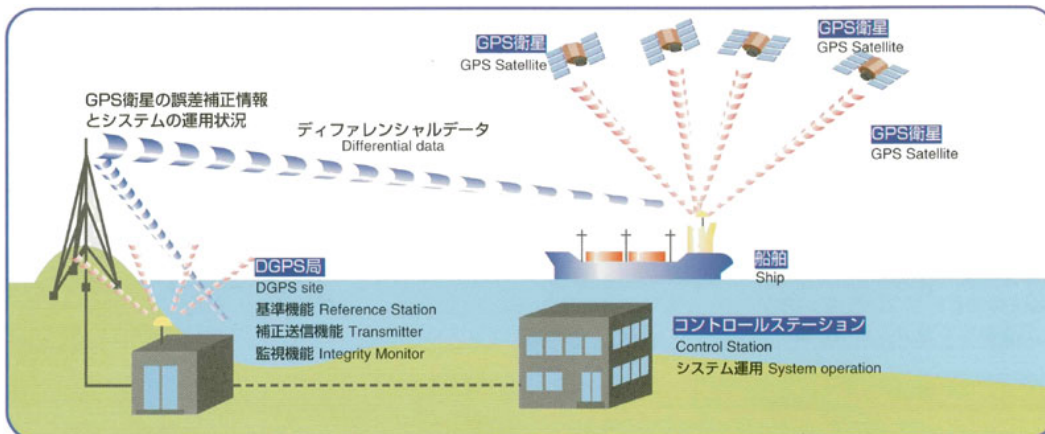 GPS衛星
GPS Satellite
GPS衛星
GPS Satellite
GPS衛星の誤差補正情報
とシステムの運用状況
ディファレンシャルデータ
Differential data
GPS衛星
GPS Satellite
DGPS局
DGPS site
基準機能 Reference Station
補正送信機能 Transmitter
監視機能 Integrity Monitor
船舶
Ship
コントロールステーション
Control Station
システム運用 System operation